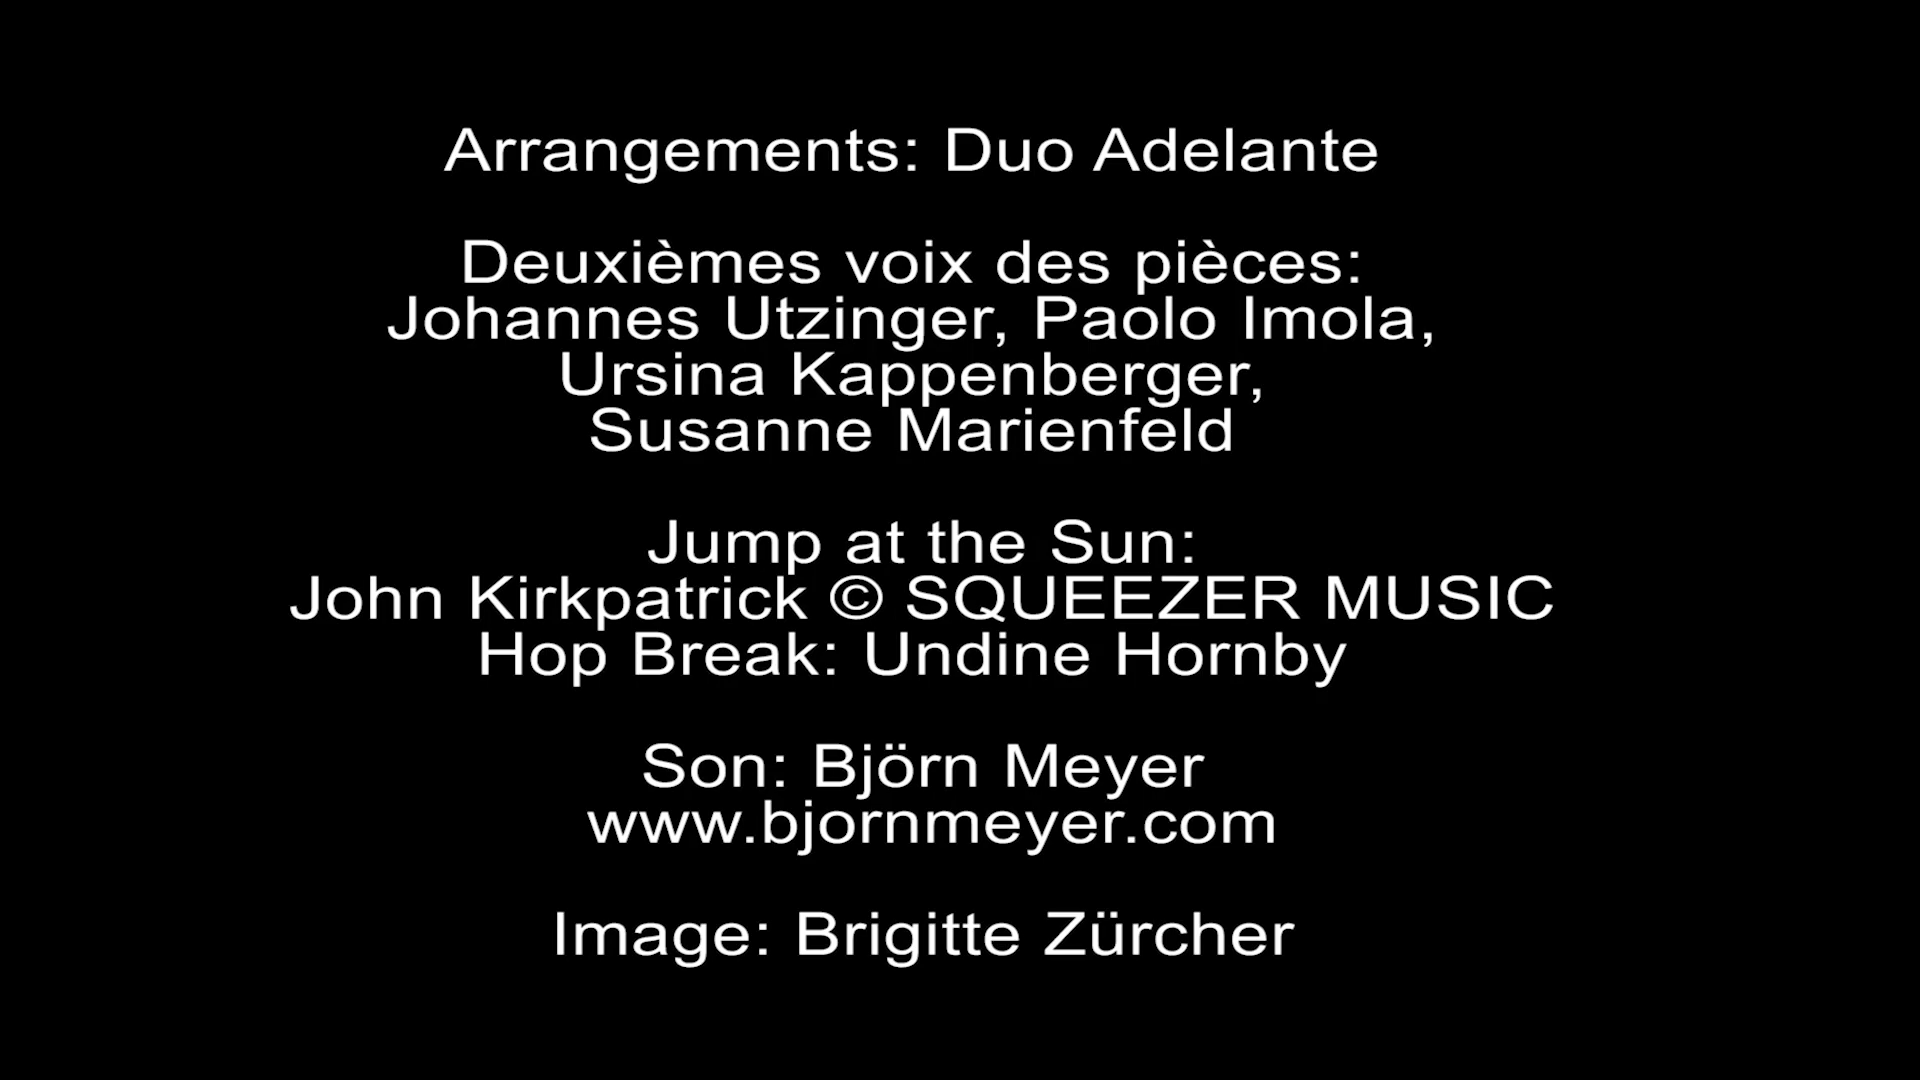 Arrangements: Duo Adelante
Deuxièmes voix des pièces:
Johannes Utzinger, Paolo Imola,
Ursina Kappenberger,
Susanne Marienfeld
Jump at the Sun:
John Kirkpatrick © SQUEEZER MUSIC
Hop Break: Undine Hornby
Son: Björn Meyer
www.bjornmeyer.com
Image: Brigitte Zürcher